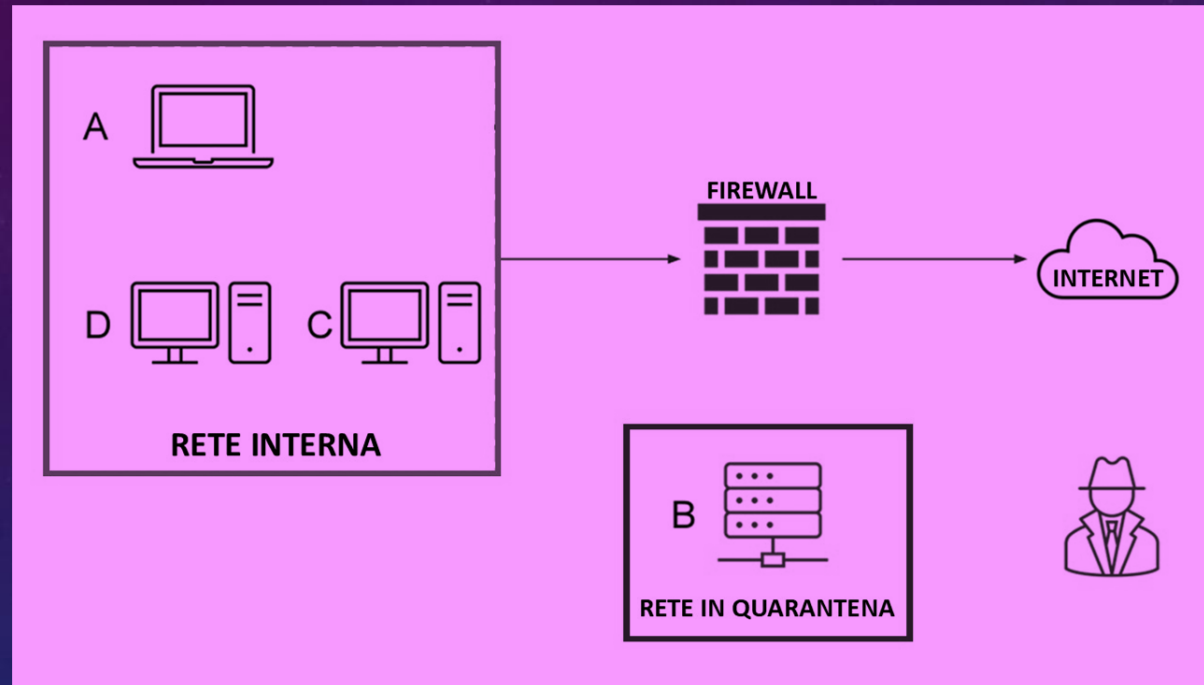 A
FIREWALL
INTERNET
D
C
RETE INTERNA
B
RETE IN QUARANTENA